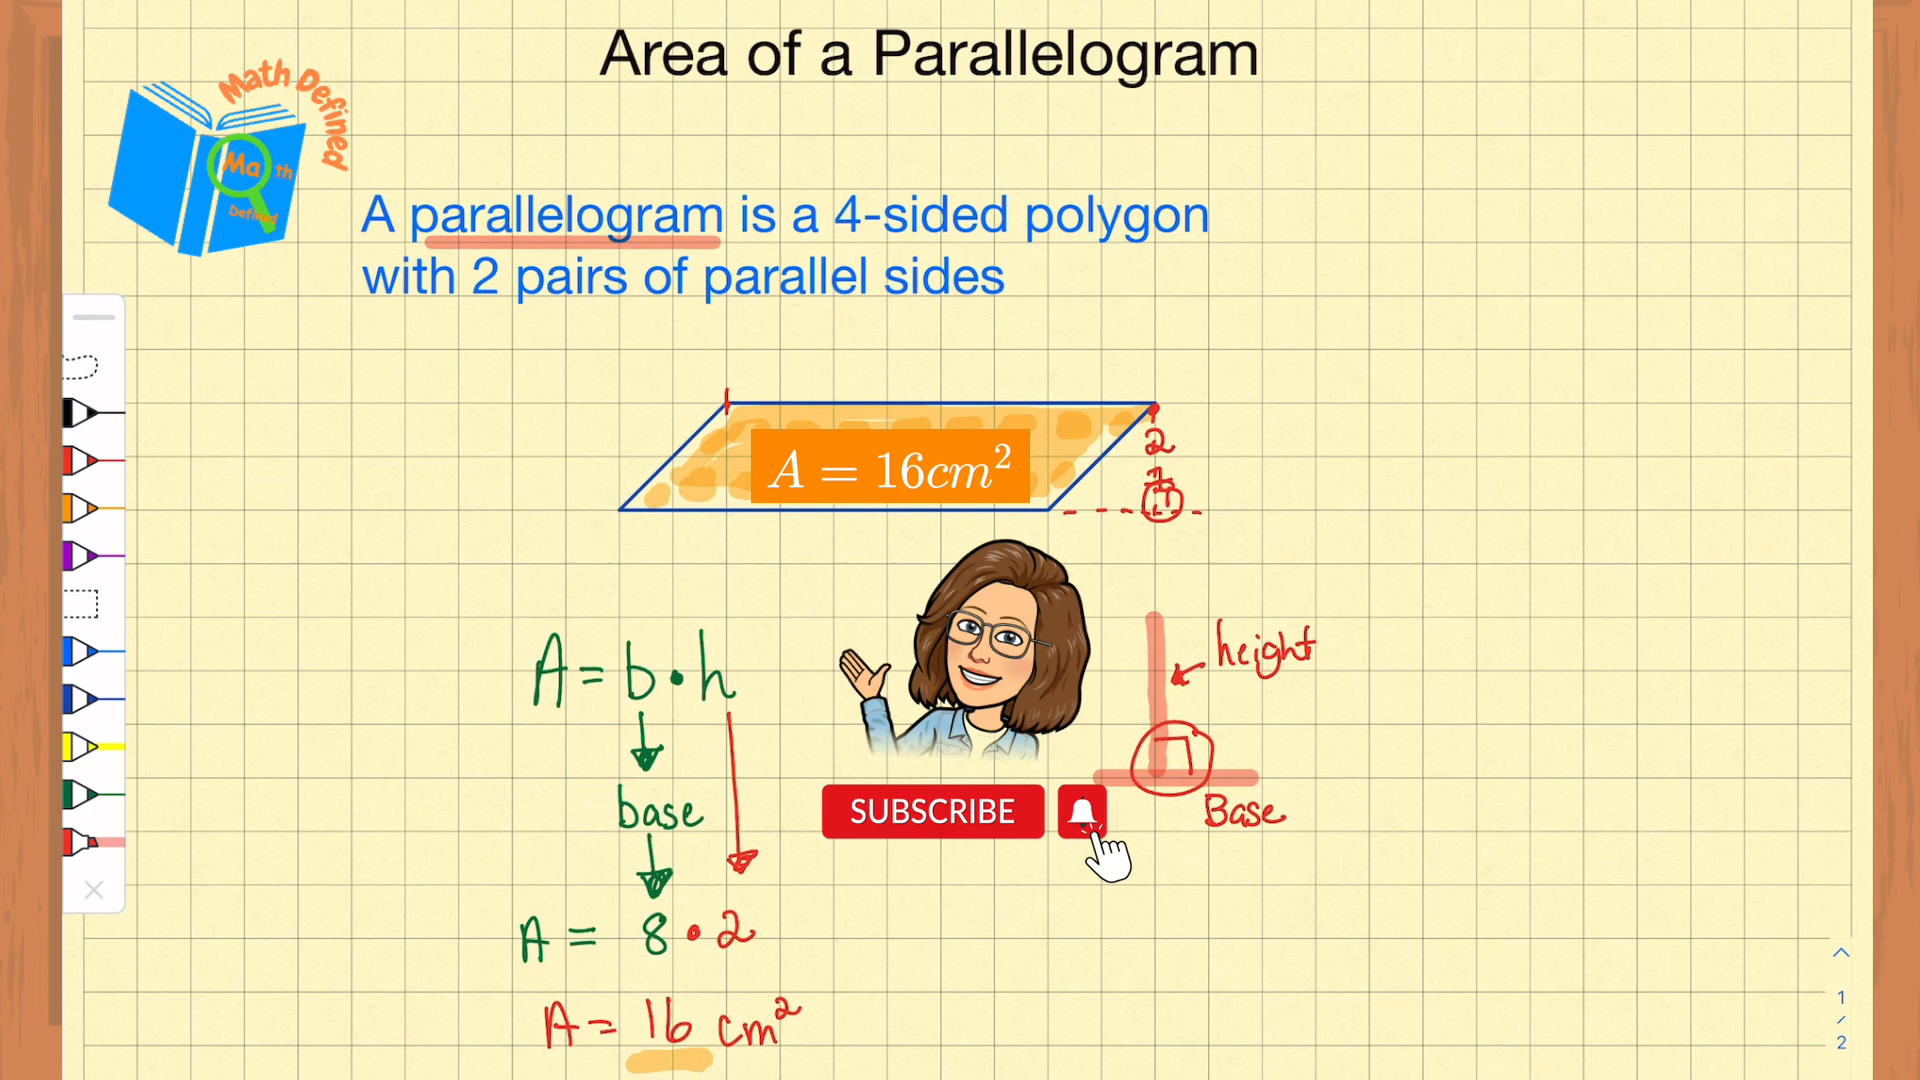 Area of a Parallelogram
Math Defined
Ma th
Defined
A parallelogram is a 4-sided polygon
with 2 pairs of parallel sides
2
A = 16cm²
A = b • h
height
base
SUBSCRIBE
Base
A = 8 • 2
A = 16 cm²
1
/
2